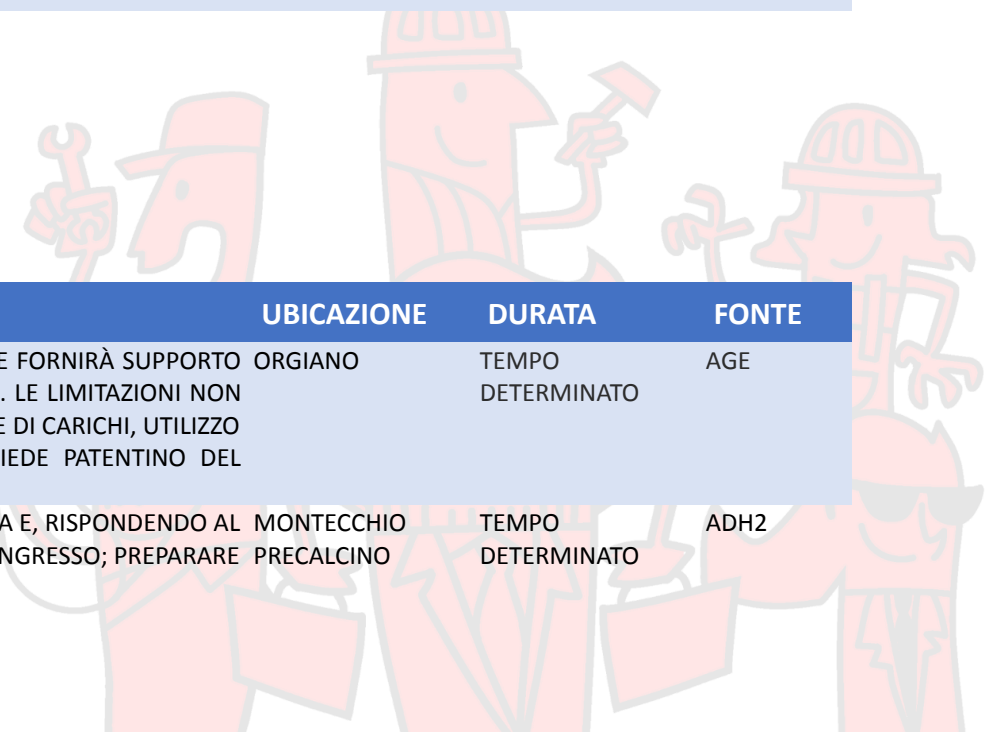 UBICAZIONE DURATA FONTE
E FORNIRÀ SUPPORTO ORGIANO TEMPO AGE
. LE LIMITAZIONI NON DETERMINATO
E DI CARICHI, UTILIZZO
IEDE PATENTINO DEL
A E, RISPONDENDO AL MONTECCHIO TEMPO ADH2
NGRESSO; PREPARARE PRECALCINO DETERMINATO